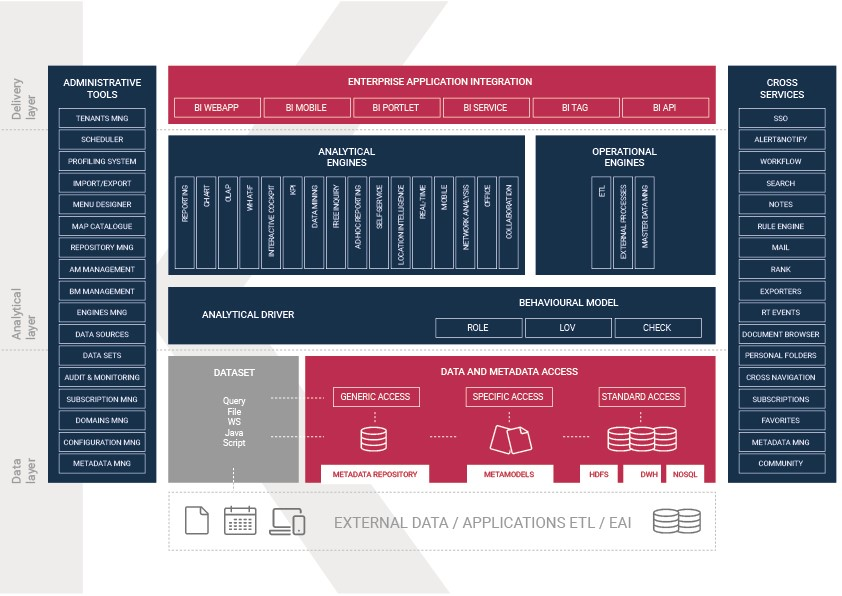 Delivery
layer
Analytical
layer
Data
layer
ADMINISTRATIVE
TOOLS
TENANTS MNG
SCHEDULER
PROFILING SYSTEM
IMPORT/EXPORT
MENU DESIGNER
MAP CATALOGUE
REPOSITORY MNG
AM MANAGEMENT
BM MANAGEMENT
ENGINES MNG
DATA SOURCES
DATA SETS
AUDIT & MONITORING
SUBSCRIPTION MNG
DOMAINS MNG
CONFIGURATION MNG
METADATA MNG
ENTERPRISE APPLICATION INTEGRATION
BI WEBAPP
BI MOBILE
BI PORTLET
BI SERVICE
BI TAG
BI API
ANALYTICAL
ENGINES
REPORTING
CHART
OLAP
WHAT-IF
INTERACTIVE COCKPIT
KPI
DATA MINING
FREE INQUIRY
AD-HOC REPORTING
SELF-SERVICE
LOCATION INTELLIGENCE
REAL-TIME
MOBILE
NETWORK ANALYSIS
OFFICE
COLLABORATION
OPERATIONAL
ENGINES
ETL
EXTERNAL PROCESSES
MASTER DATA MNG
ANALYTICAL DRIVER
BEHAVIOURAL MODEL
ROLE
LOV
CHECK
DATASET
Query
File
WS
Java
Script
DATA AND METADATA ACCESS
GENERIC ACCESS
SPECIFIC ACCESS
STANDARD ACCESS
METADATA REPOSITORY
METAMODELS
HDFS
DWH
NOSQL
EXTERNAL DATA / APPLICATIONS ETL / EAI
CROSS
SERVICES
SSO
ALERT&NOTIFY
WORKFLOW
SEARCH
NOTES
RULE ENGINE
MAIL
RANK
EXPORTERS
RT EVENTS
DOCUMENT BROWSER
PERSONAL FOLDERS
CROSS NAVIGATION
SUBSCRIPTIONS
FAVORITES
METADATA MNG
COMMUNITY